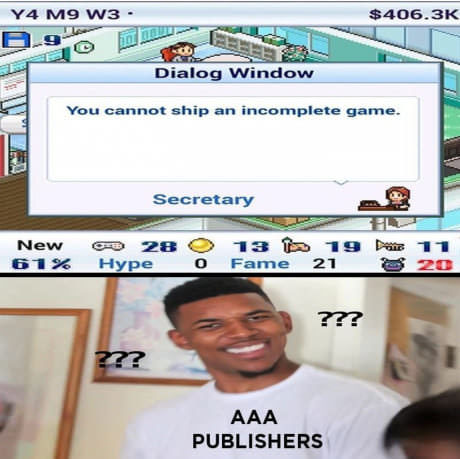 Y4 M9 W3 · $406.3K
9
Dialog Window
You cannot ship an incomplete game.
Secretary
New 28 13 19 11
61% Hype 0 Fame 21 20
???
???
AAA
PUBLISHERS